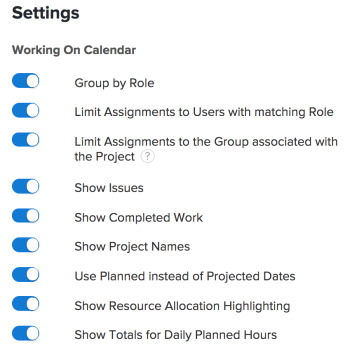 Settings
Working On Calendar
Group by Role
Limit Assignments to Users with matching Role
Limit Assignments to the Group associated with
the Project ?
Show Issues
Show Completed Work
Show Project Names
Use Planned instead of Projected Dates
Show Resource Allocation Highlighting
Show Totals for Daily Planned Hours